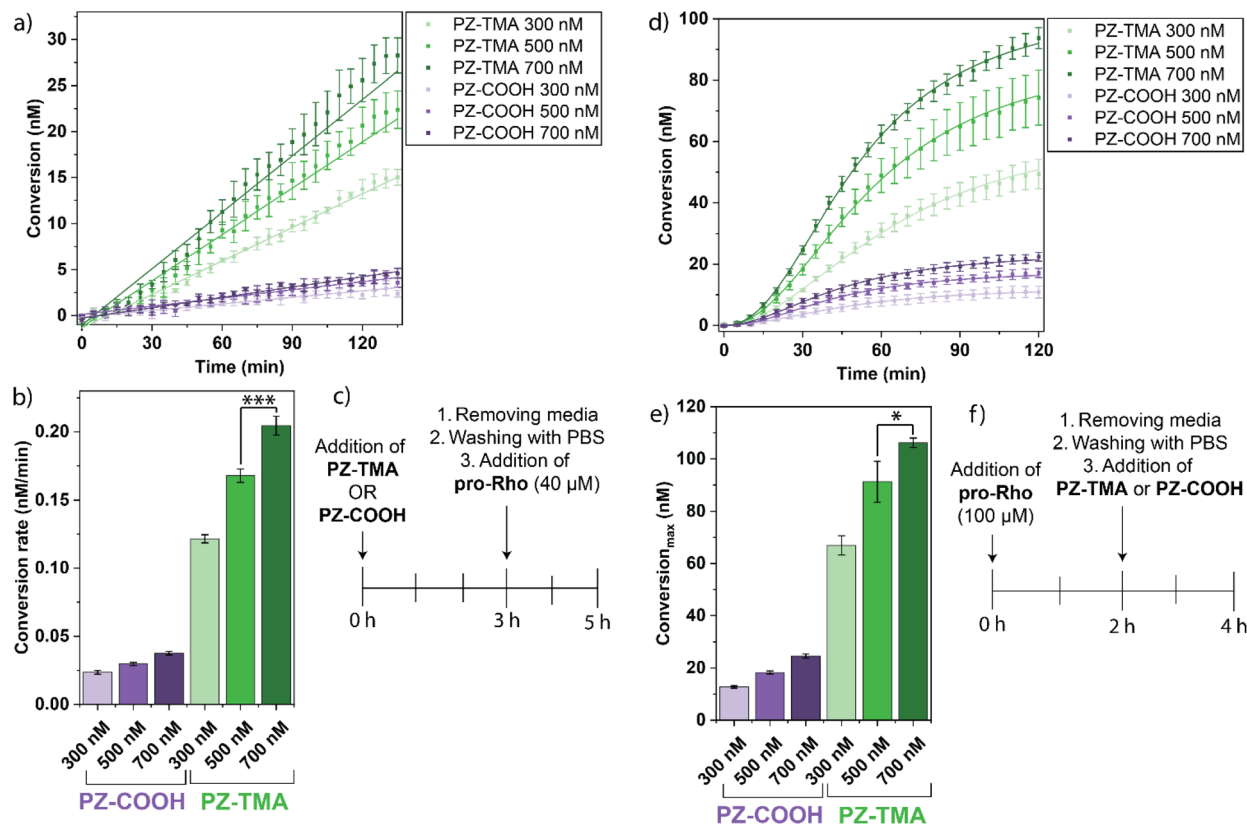 a)
PZ-TMA 300 nM
PZ-TMA 500 nM
PZ-TMA 700 nM
PZ-COOH 300 nM
PZ-COOH 500 nM
PZ-COOH 700 nM
Conversion (nM)
30
25
20
15
10
5
0
0 30 60 90 120
Time (min)
d)
PZ-TMA 300 nM
PZ-TMA 500 nM
PZ-TMA 700 nM
PZ-COOH 300 nM
PZ-COOH 500 nM
PZ-COOH 700 nM
Conversion (nM)
100
80
60
40
20
0
0 30 60 90 120
Time (min)
b)
Conversion rate (nM/min)
0.20
0.15
0.10
0.05
0.00
***
300 nM 500 nM 700 nM 300 nM 500 nM 700 nM
PZ-COOH PZ-TMA
c)
Addition of
PZ-TMA
OR
PZ-COOH
1. Removing media
2. Washing with PBS
3. Addition of
pro-Rho (40 µM)
0 h 3 h 5 h
e)
Conversionmax (nM)
120
100
80
60
40
20
0
*
300 nM 500 nM 700 nM 300 nM 500 nM 700 nM
PZ-COOH PZ-TMA
f)
Addition of
pro-Rho
(100 µM)
1. Removing media
2. Washing with PBS
3. Addition of
PZ-TMA or PZ-COOH
0 h 2 h 4 h